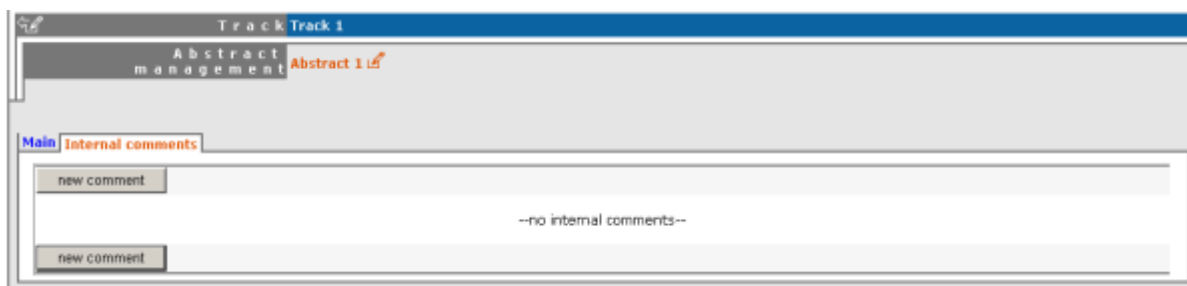 Track Track 1
Abstract
management Abstract 1
Main Internal comments
new comment
--no internal comments--
new comment